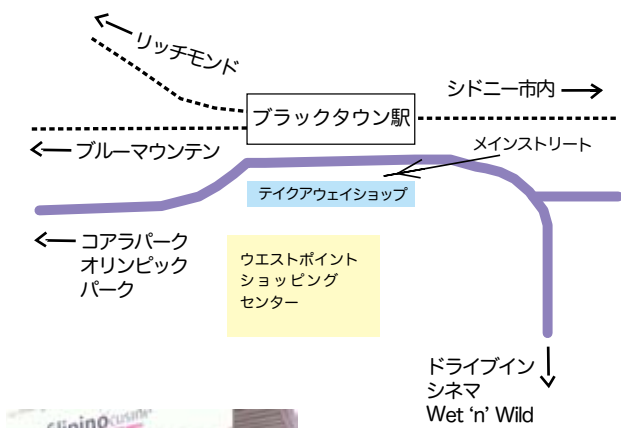 リッチモンド
シドニー市内
ブラックタウン駅
メインストリート
ブルーマウンテン
テイクアウェイショップ
コアラパーク
オリンピック
パーク
ウエストポイント
ショッピング
センター
ドライブイン
シネマ
Wet ‘n’ Wild
cuisine